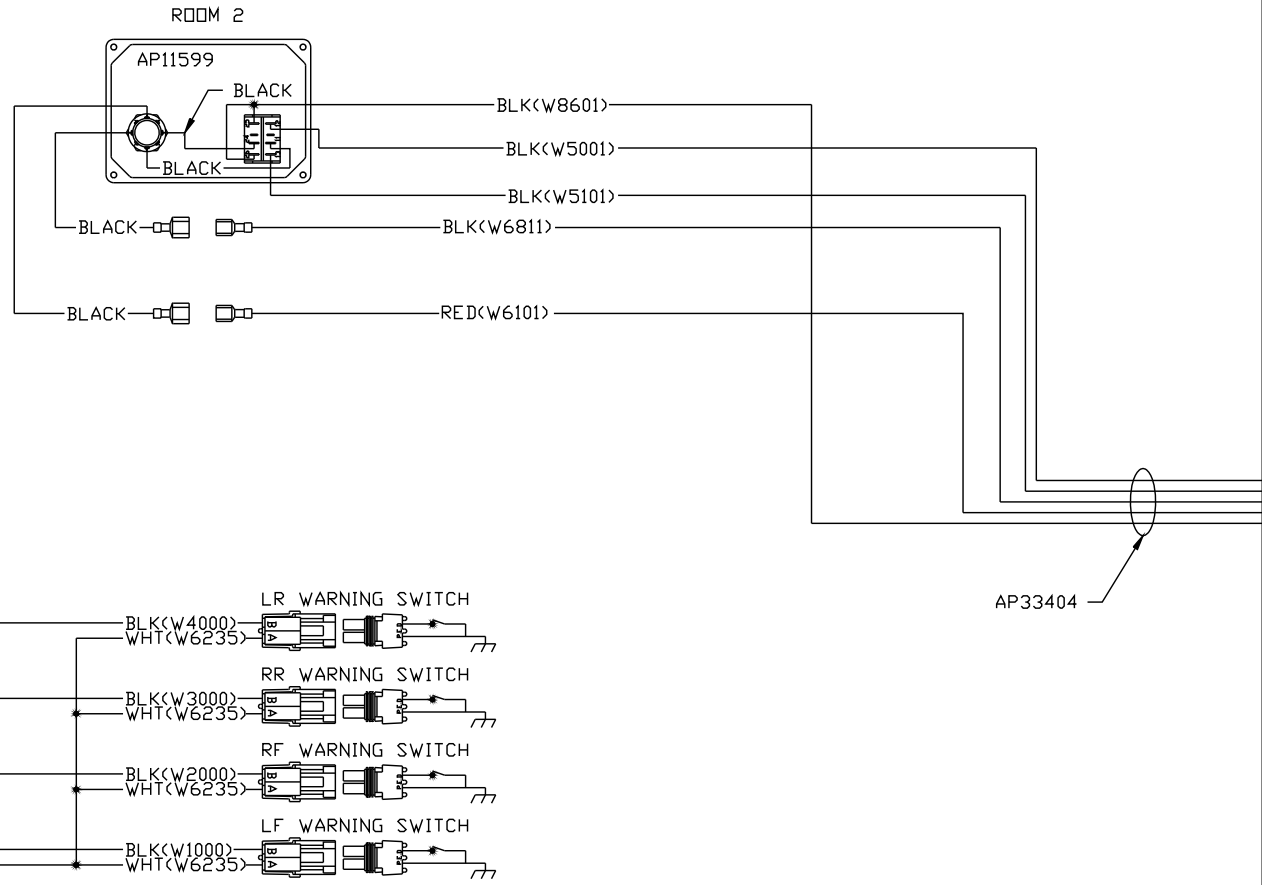 ROOM 2
AP11599
BLACK
BLK(W8601)
BLK(W5001)
BLACK
BLK(W5101)
BLACK
BLK(W6811)
BLACK
RED(W6101)
AP33404
LR WARNING SWITCH
BLK(W4000)
WHT(W6235)
B
A
RR WARNING SWITCH
BLK(W3000)
WHT(W6235)
B
A
RF WARNING SWITCH
BLK(W2000)
WHT(W6235)
B
A
LF WARNING SWITCH
BLK(W1000)
WHT(W6235)
B
A